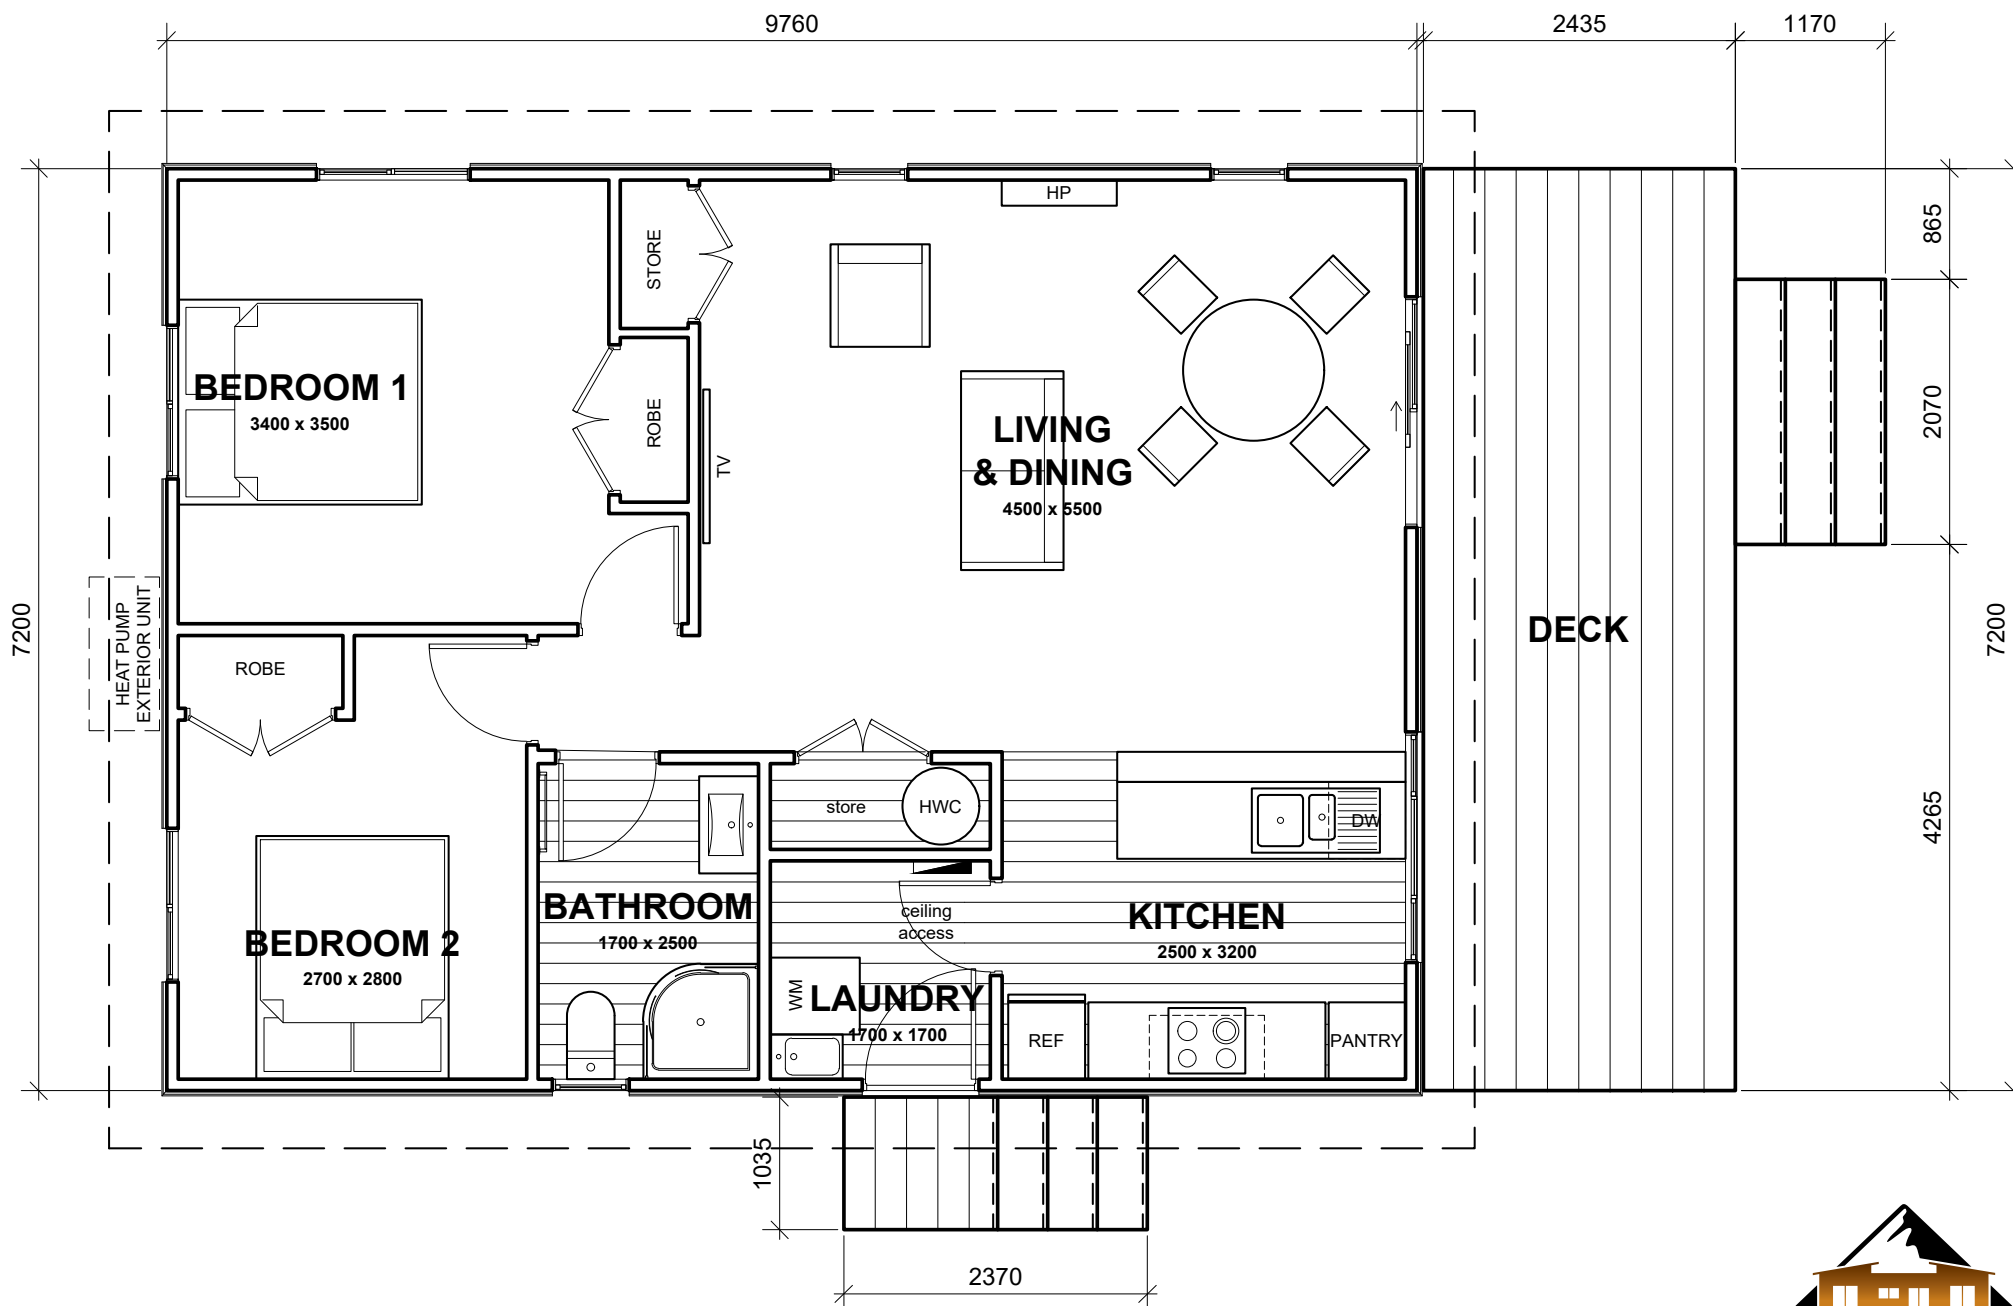 9760
2435
1170
HP
STORE
865
BEDROOM 1
3400 x 3500
ROBE
TV
LIVING
& DINING
4500 x 5500
2070
HEAT PUMP
EXTERIOR UNIT
7200
ROBE
DECK
7200
store
HWC
DW
4265
BATHROOM
1700 x 2500
ceiling
access
KITCHEN
2500 x 3200
BEDROOM 2
2700 x 2800
WM
LAUNDRY
1700 x 1700
REF
PANTRY
1035
2370